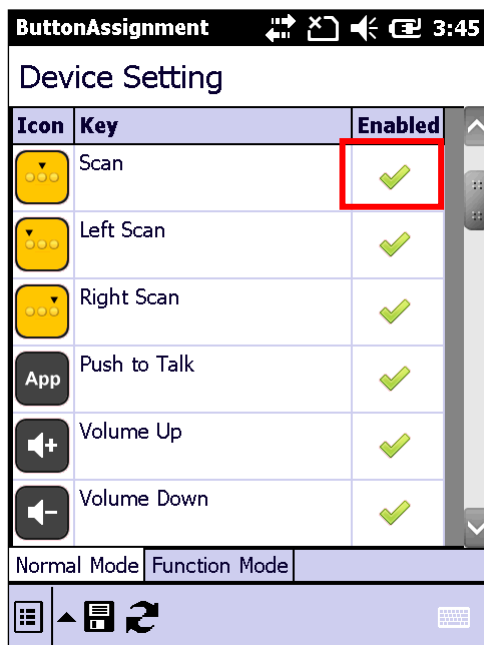 ButtonAssignment 3:45
Device Setting
Icon Key Enabled
Scan
Left Scan
Right Scan
App Push to Talk
Volume Up
Volume Down
Normal Mode Function Mode